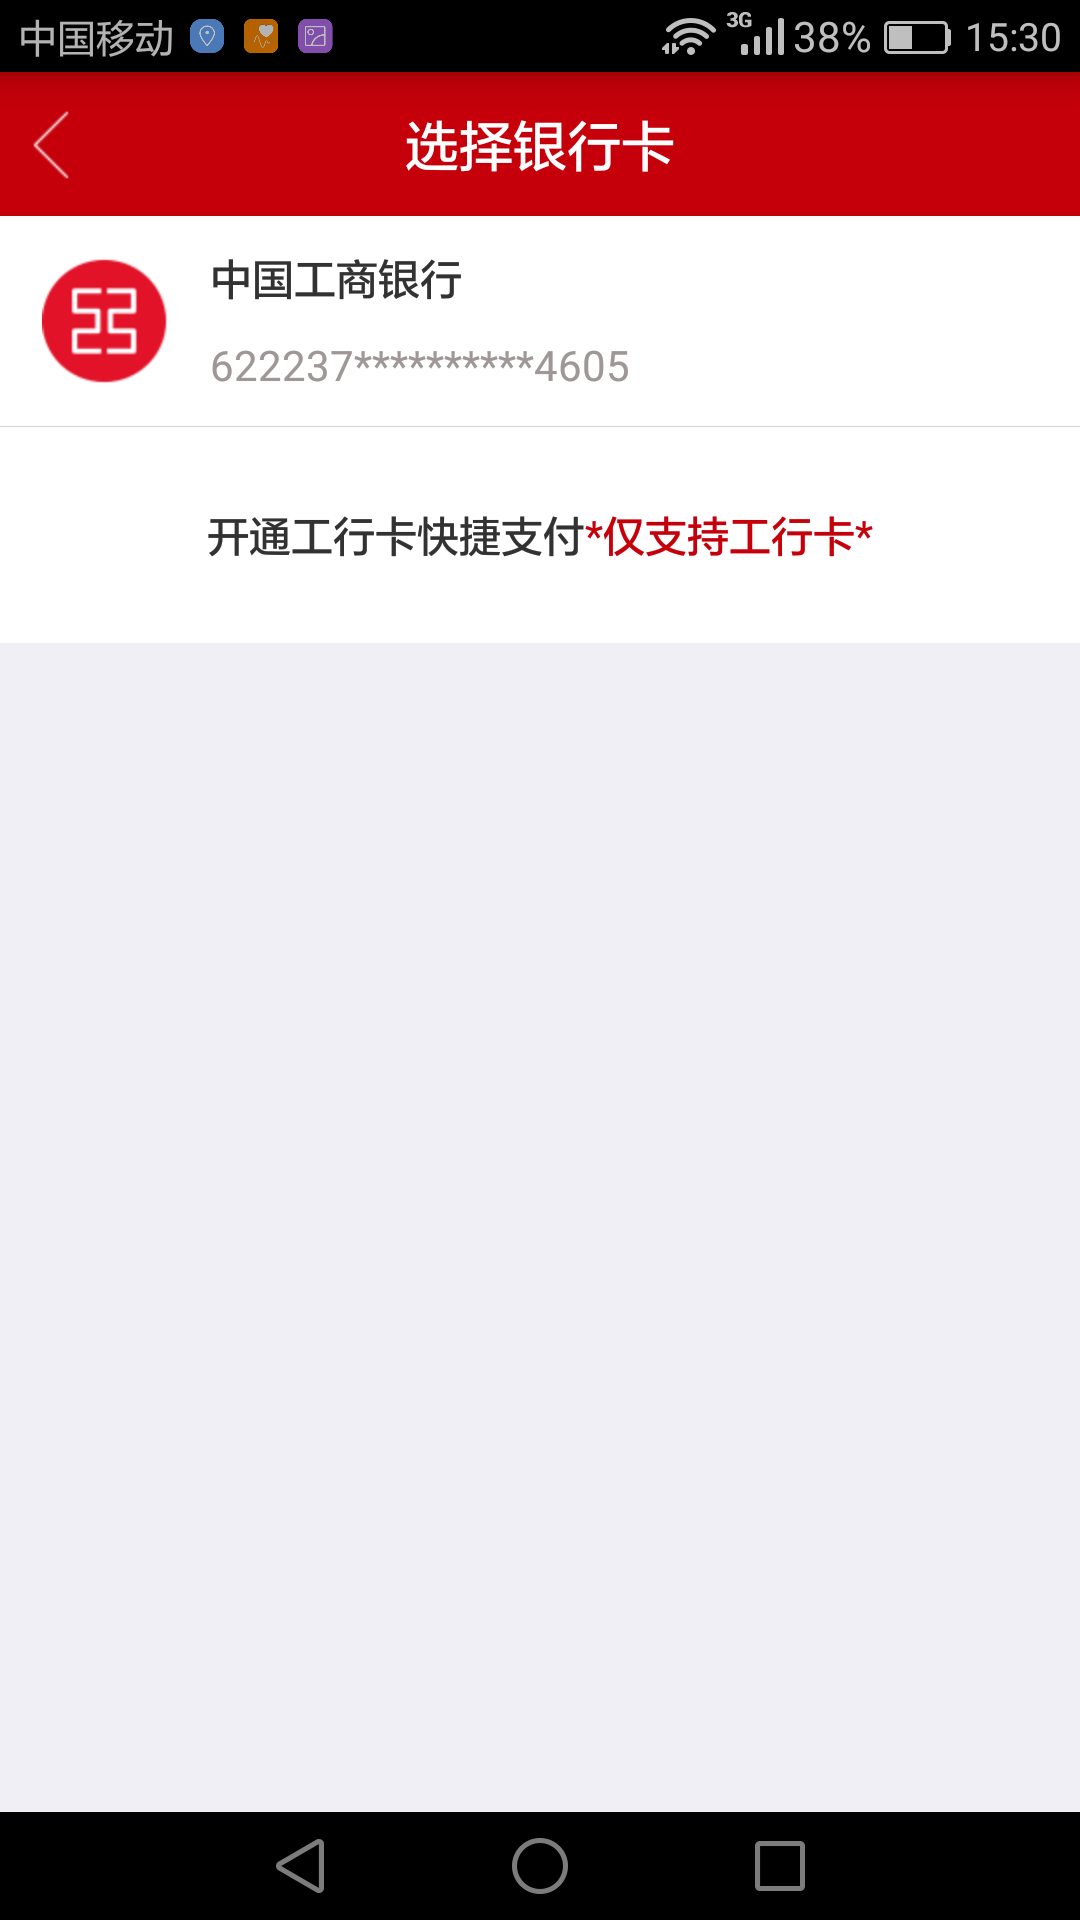 中国移动 3G 38% 15:30
选择银行卡
中国工商银行
622237**********4605
开通工行卡快捷支付*仅支持工行卡*